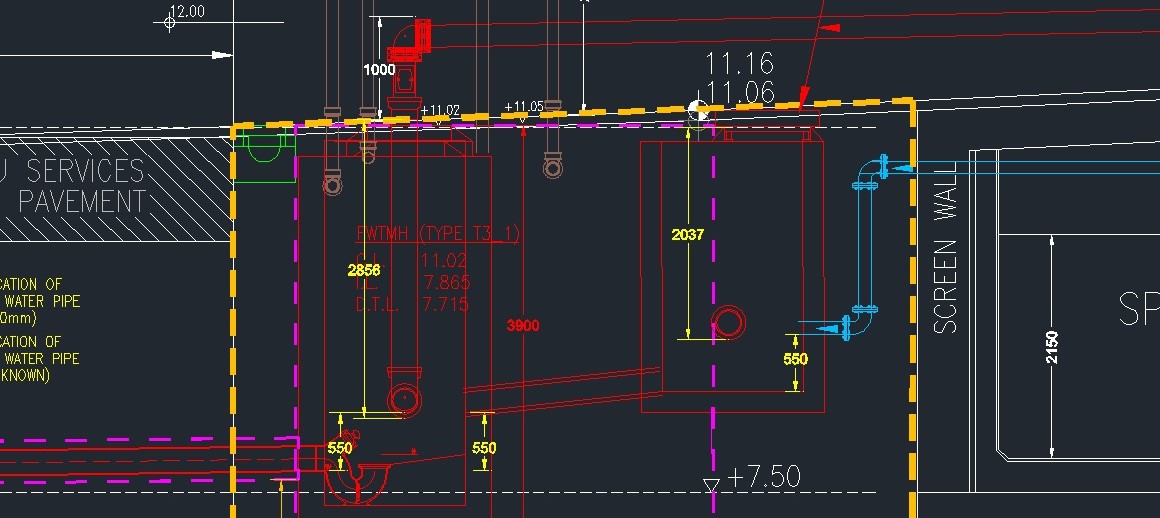 12.00
11.16
11.06
1000
+11.02
+11.05
U SERVICES
PAVEMENT
FWTMH (TYPE T3_1)
11.02
7.865
D.T.L. 7.715
2856
2037
3900
SCREEN WALL
CATION OF
WATER PIPE
0mm)
CATION OF
WATER PIPE
KNOWN)
550
550
550
2150
SP
+7.50